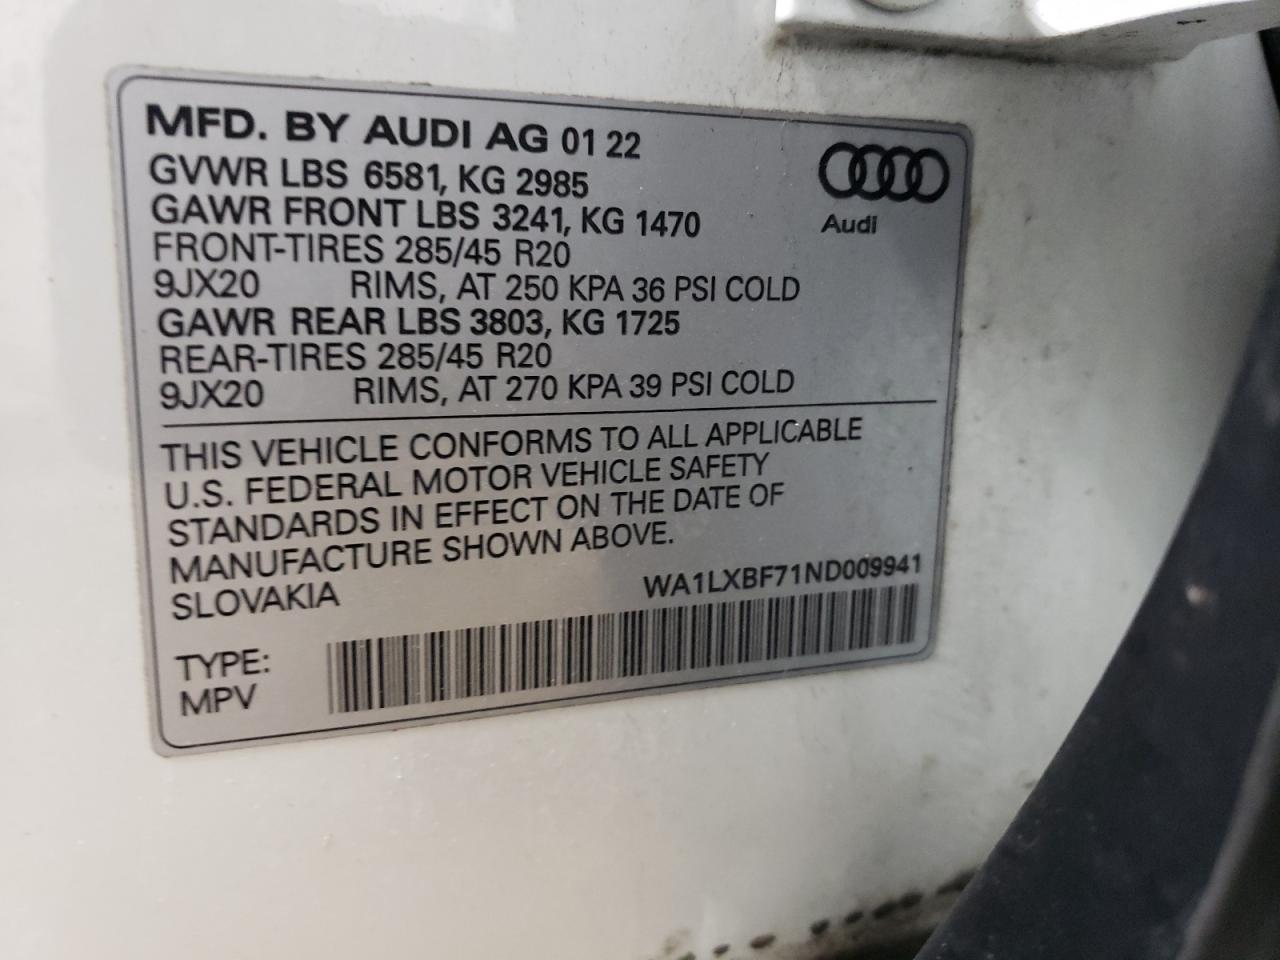 MFD. BY AUDI AG 01 22
GVWR LBS 6581, KG 2985
GAWR FRONT LBS 3241, KG 1470
FRONT-TIRES 285/45 R20
9JX20 RIMS, AT 250 KPA 36 PSI COLD
GAWR REAR LBS 3803, KG 1725
REAR-TIRES 285/45 R20
9JX20 RIMS, AT 270 KPA 39 PSI COLD
Audi
THIS VEHICLE CONFORMS TO ALL APPLICABLE
U.S. FEDERAL MOTOR VEHICLE SAFETY
STANDARDS IN EFFECT ON THE DATE OF
MANUFACTURE SHOWN ABOVE.
SLOVAKIA WA1LXBF71ND009941
TYPE:
MPV